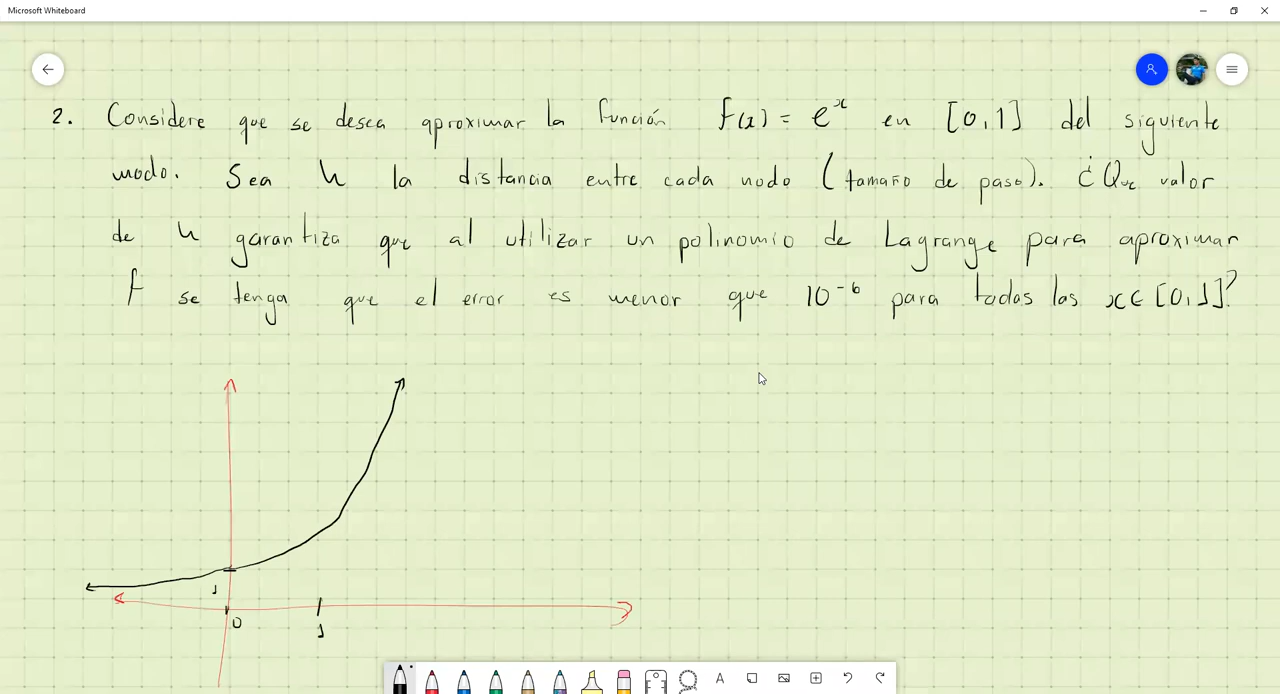 Microsoft Whiteboard
2. Considere que se desea aproximar la función f(x) = e^x en [0,1] del siguiente
modo. Sea h la distancia entre cada nodo (tamaño de paso). ¿Que valor
de h garantiza que al utilizar un polinomio de Lagrange para aproximar
f se tenga que el error es menor que 10^-6 para todas las x ∈ [0,1]?
1
0
1
A